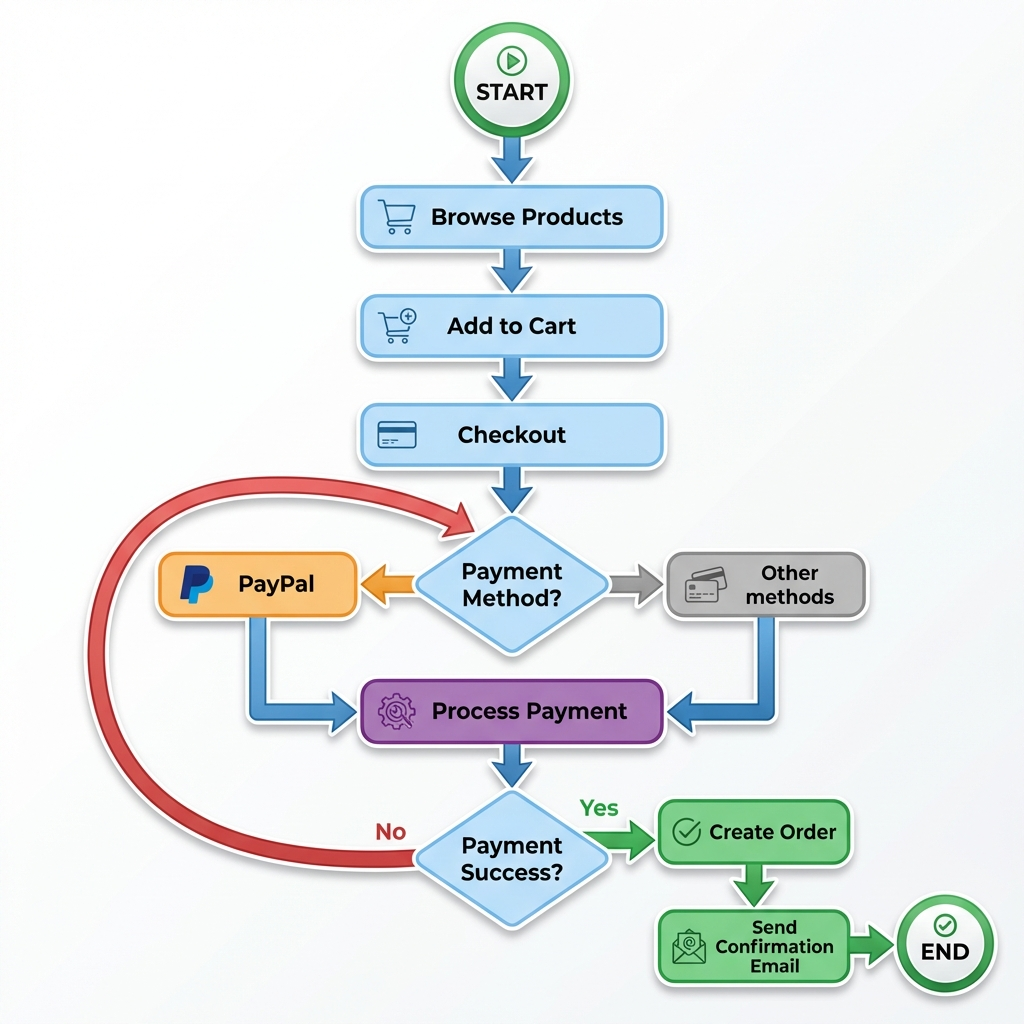 START
Browse Products
Add to Cart
Checkout
Payment
Method?
PayPal
Other
methods
Process Payment
Payment
Success?
No
Yes
Create Order
Send
Confirmation
Email
END